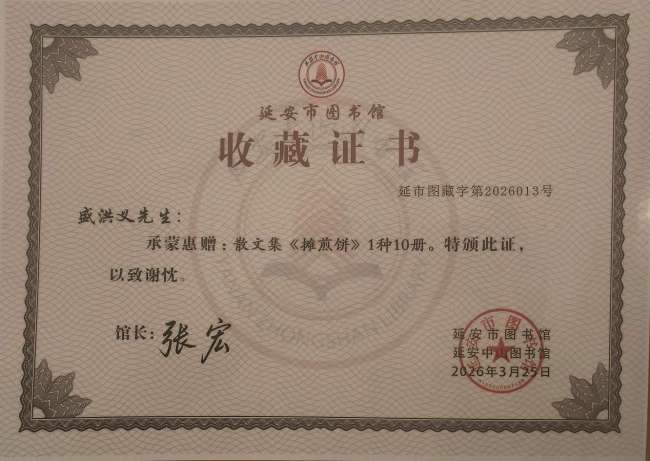 延安市图书馆
收藏证书
延市图藏字第2026013号
盛洪义先生：
承蒙惠赠：散文集《摊煎饼》1种10册。特颁此证，
以致谢忱。
馆长：张宏
延安市图书馆
延安中山图书馆
2026年3月25日